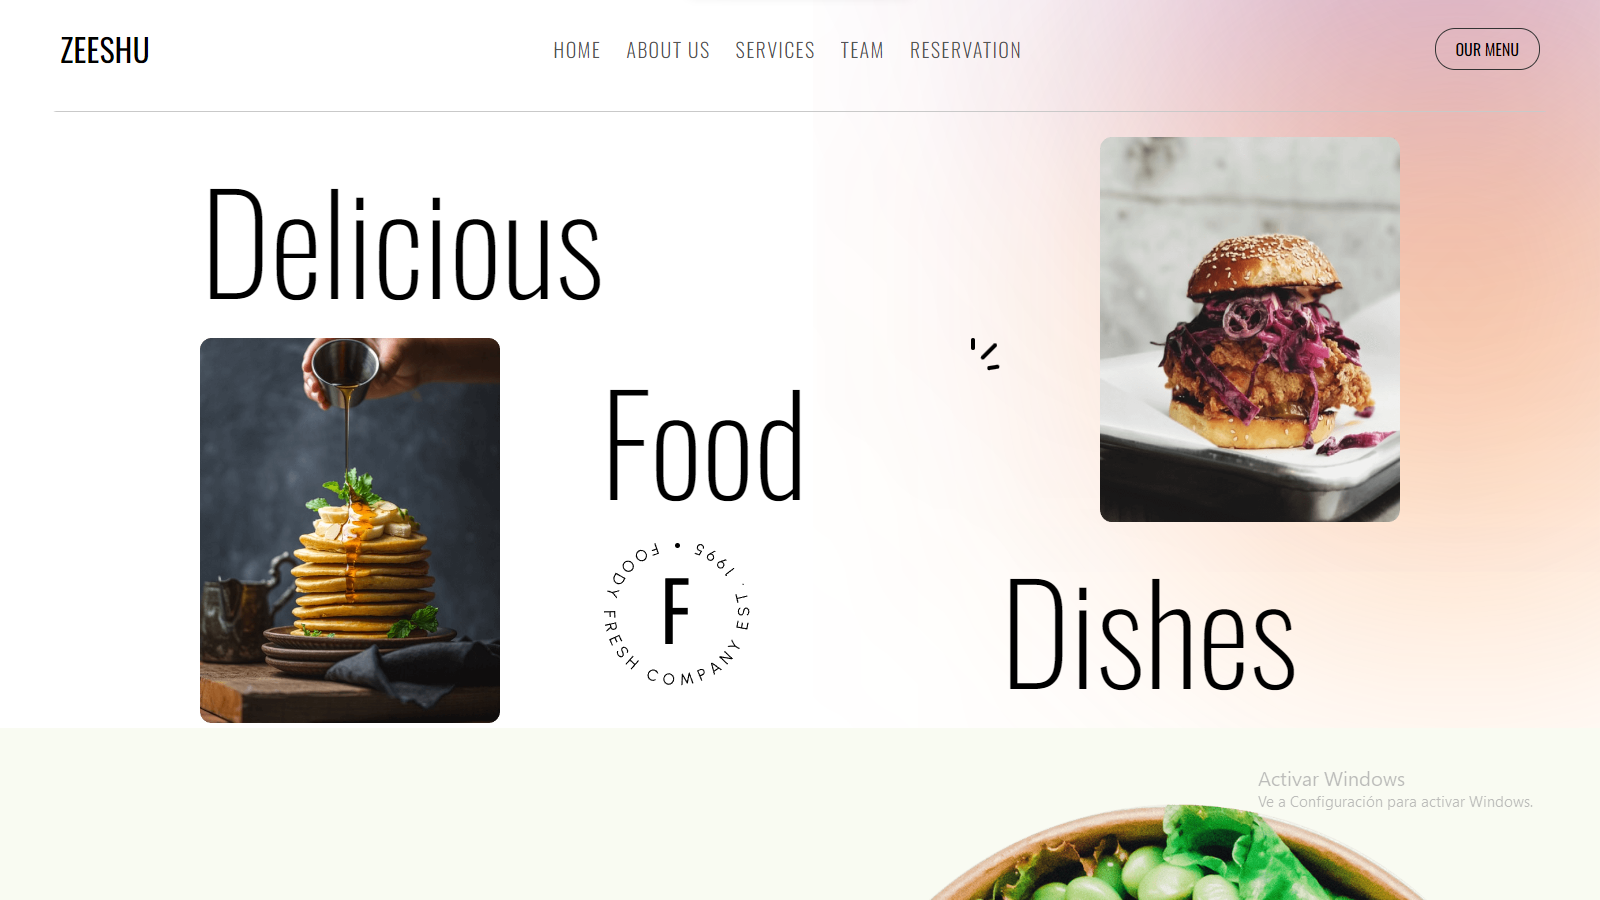 ZEESHU
HOME ABOUT US SERVICES TEAM RESERVATION
OUR MENU
Delicious
Food
FOODY FRESH COMPANY EST . 1995 •
F
Dishes
Activar Windows
Ve a Configuración para activar Windows.